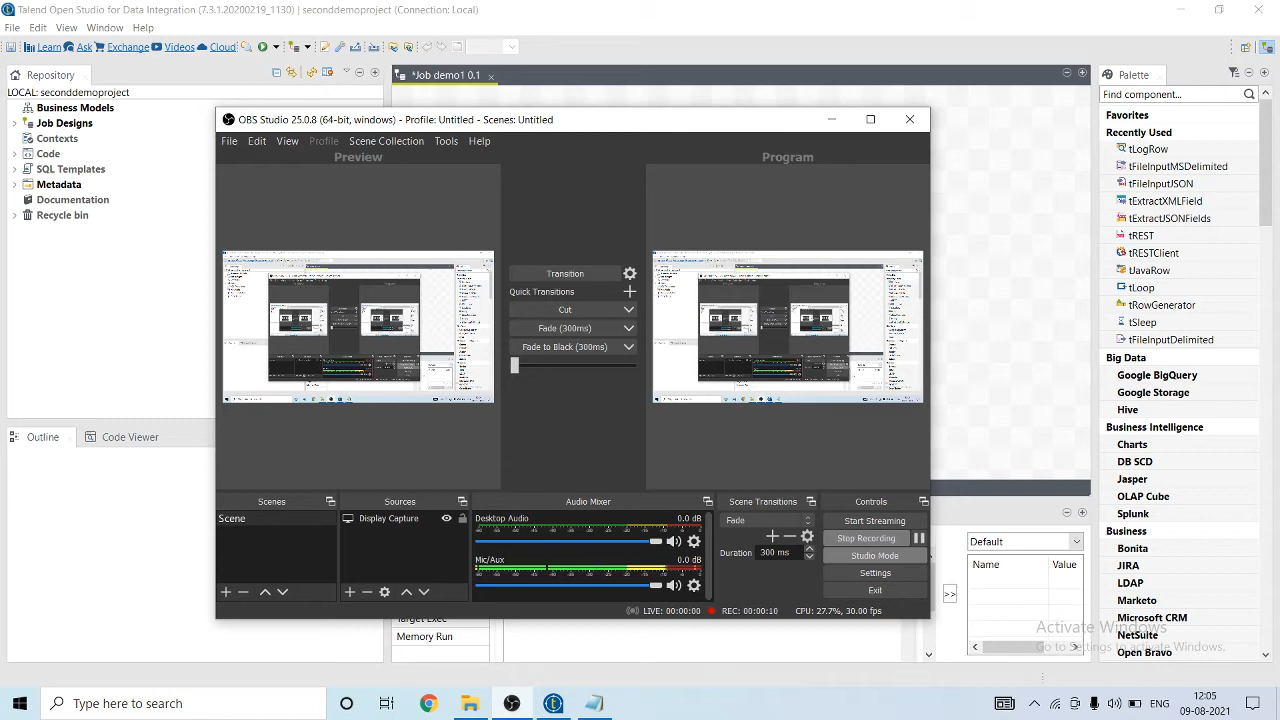 Talend Open Studio for Data Integration (7.3.1.20200219_1130) | seconddemoproject (Connection: Local)
File Edit View Window Help
Learn Ask Exchange Videos Cloud
Repository
LOCAL: seconddemoproject
Business Models
Job Designs
Contexts
Code
SQL Templates
Metadata
Documentation
Recycle bin
Outline Code Viewer
*Job demo1 0.1
OBS Studio 25.0.8 (64-bit, windows) - Profile: Untitled - Scenes: Untitled
File Edit View Profile Scene Collection Tools Help
Preview
Program
Transition
Quick Transitions
Cut
Fade (300ms)
Fade to Black (300ms)
Scenes
Scene
Sources
Display Capture
Audio Mixer
Desktop Audio 0.0 dB
Mic/Aux 0.0 dB
Scene Transitions
Fade
Duration 300 ms
Controls
Start Streaming
Stop Recording
Studio Mode
Settings
Exit
LIVE: 00:00:00 REC: 00:00:10 CPU: 27.7%, 30.00 fps
Target Exec
Memory Run
Default
Name Value
>>
Palette
Find component...
Favorites
Recently Used
tLogRow
tFileInputMSDelimited
tFileInputJSON
tExtractXMLField
tExtractJSONFields
tREST
tRESTClient
tJavaRow
tLoop
tRowGenerator
tSleep
tFileInputDelimited
Big Data
Google BigQuery
Google Storage
Hive
Business Intelligence
Charts
DB SCD
Jasper
OLAP Cube
Splunk
Business
Bonita
JIRA
LDAP
Marketo
Microsoft CRM
NetSuite
Open Bravo
Activate Windows
Go to Settings to activate Windows.
Type here to search
ENG
12:05
09-08-2021